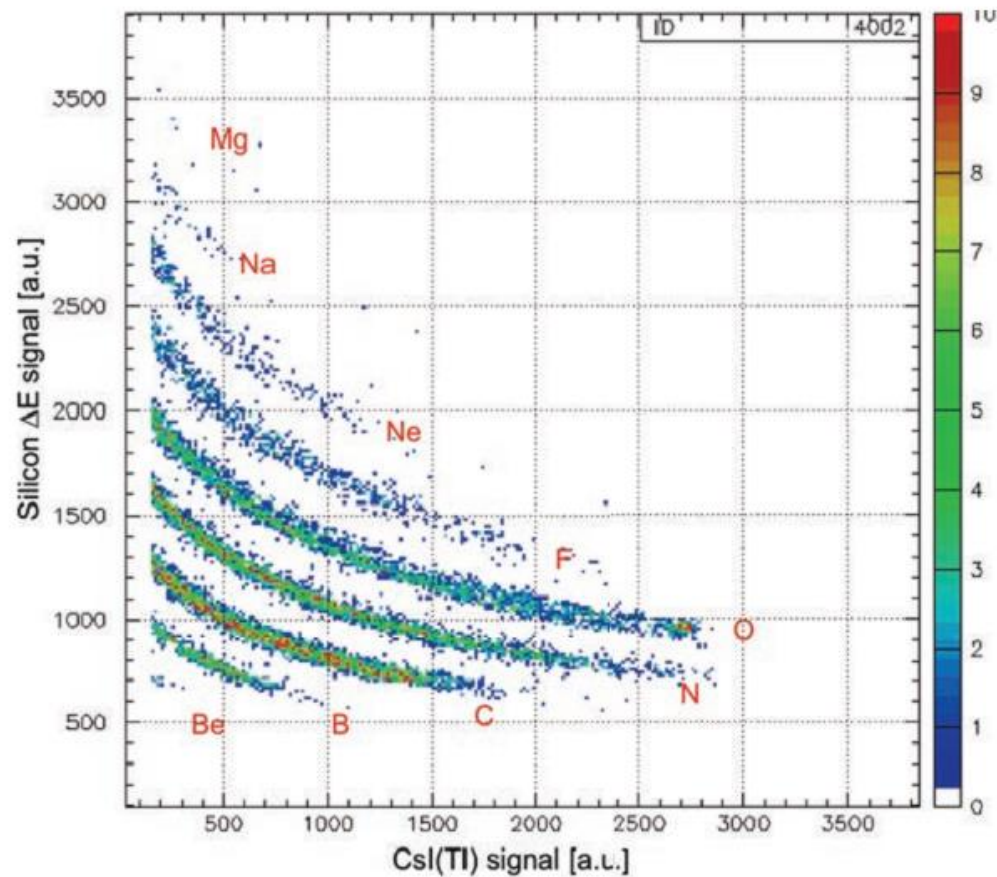 ID 4002
10
9
8
7
6
5
4
3
2
1
0
Silicon ΔE signal [a.u.]
3500
3000
2500
2000
1500
1000
500
Mg
Na
Ne
F
O
N
C
B
Be
500 1000 1500 2000 2500 3000 3500
CsI(Tl) signal [a.u.]